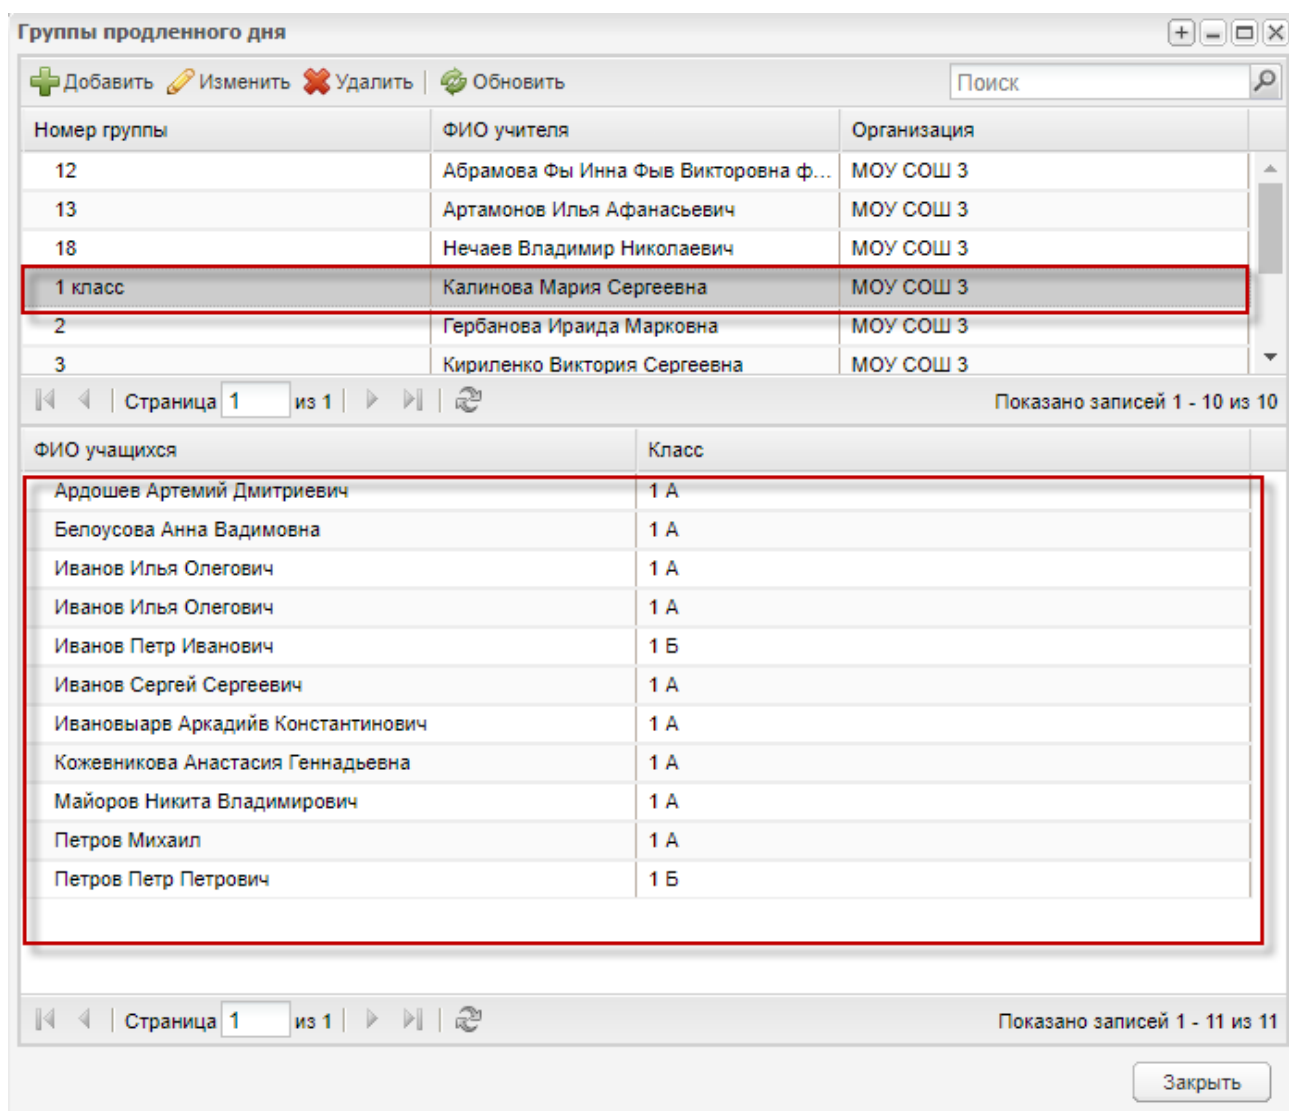 Группы продленного дня
Добавить Изменить Удалить Обновить Поиск
Номер группы ФИО учителя Организация
12 Абрамова Фы Инна Фыв Викторовна ф... МОУ СОШ 3
13 Артамонов Илья Афанасьевич МОУ СОШ 3
18 Нечаев Владимир Николаевич МОУ СОШ 3
1 класс Калинова Мария Сергеевна МОУ СОШ 3
2 Гербанова Ираида Марковна МОУ СОШ 3
3 Кириленко Виктория Сергеевна МОУ СОШ 3
Страница 1 из 1 Показано записей 1 - 10 из 10
ФИО учащихся Класс
Ардошев Артемий Дмитриевич 1 А
Белоусова Анна Вадимовна 1 А
Иванов Илья Олегович 1 А
Иванов Илья Олегович 1 А
Иванов Петр Иванович 1 Б
Иванов Сергей Сергеевич 1 А
Ивановыарв Аркадийв Константинович 1 А
Кожевникова Анастасия Геннадьевна 1 А
Майоров Никита Владимирович 1 А
Петров Михаил 1 А
Петров Петр Петрович 1 Б
Страница 1 из 1 Показано записей 1 - 11 из 11
Закрыть